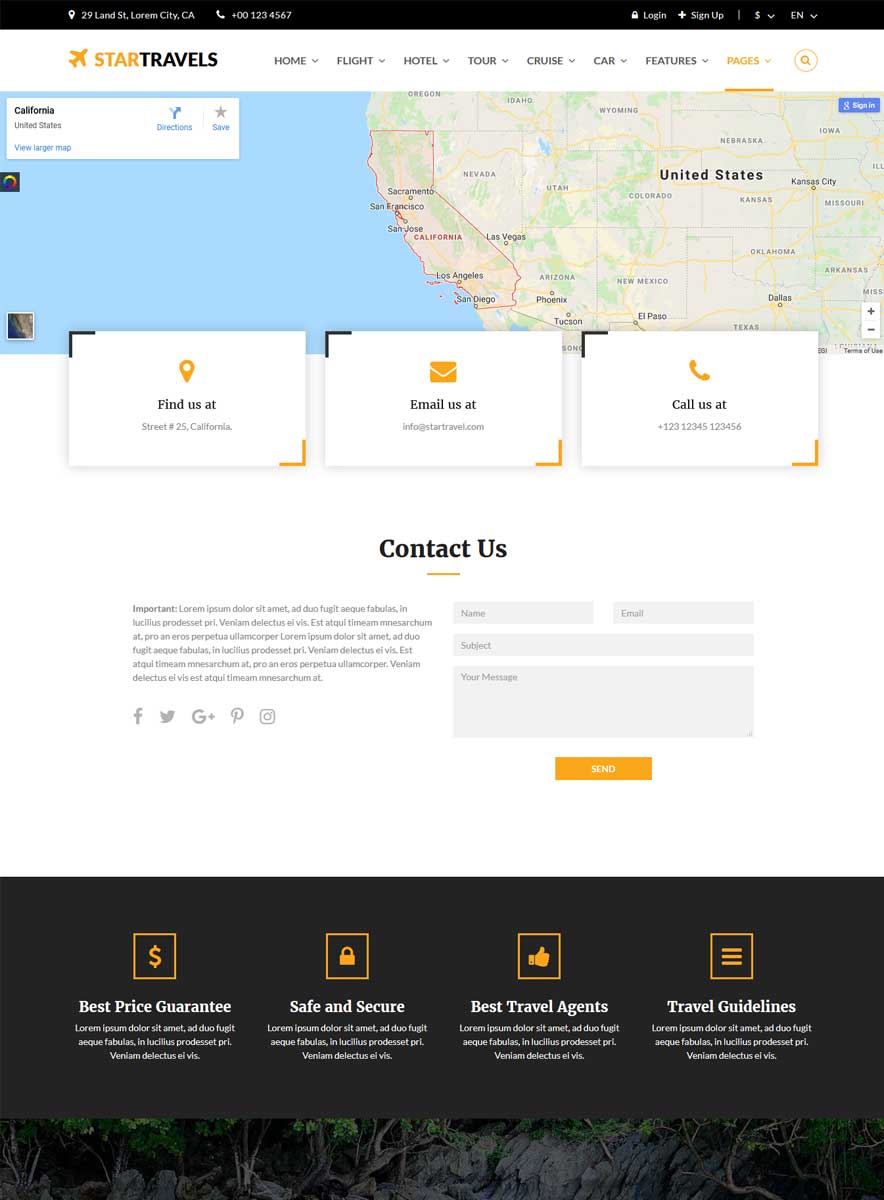 29 Land St, Lorem City, CA +00 123 4567 Login Sign Up | $ EN
STARTRAVELS HOME FLIGHT HOTEL TOUR CRUISE CAR FEATURES PAGES
California
United States
Directions Save
View larger map
Sign in
OREGON
IDAHO
WYOMING
IOWA
NEBRASKA
United States
NEVADA
UTAH
COLORADO
Kansas City
KANSAS
MISSOURI
Sacramento
San Francisco
San Jose
CALIFORNIA
Las Vegas
OKLAHOMA
ARKANSAS
Los Angeles
ARIZONA
NEW MEXICO
San Diego
Phoenix
Dallas
MISS
Tucson
El Paso
TEXAS
+
−
SONO
EGI Terms of Use
Find us at
Street # 25, California.
Email us at
info@startravel.com
Call us at
+123 12345 123456
Contact Us
Important: Lorem ipsum dolor sit amet, ad duo fugit aeque fabulas, in
lucilius prodesset pri. Veniam delectus ei vis. Est atqui timeam mnesarchum
at, pro an eros perpetua ullamcorper Lorem ipsum dolor sit amet, ad duo
fugit aeque fabulas, in lucilius prodesset pri. Veniam delectus ei vis. Est
atqui timeam mnesarchum at, pro an eros perpetua ullamcorper. Veniam
delectus ei vis est atqui timeam mnesarchum at.
Name Email
Subject
Your Message
SEND
Best Price Guarantee
Lorem ipsum dolor sit amet, ad duo fugit
aeque fabulas, in lucilius prodesset pri.
Veniam delectus ei vis.
Safe and Secure
Lorem ipsum dolor sit amet, ad duo fugit
aeque fabulas, in lucilius prodesset pri.
Veniam delectus ei vis.
Best Travel Agents
Lorem ipsum dolor sit amet, ad duo fugit
aeque fabulas, in lucilius prodesset pri.
Veniam delectus ei vis.
Travel Guidelines
Lorem ipsum dolor sit amet, ad duo fugit
aeque fabulas, in lucilius prodesset pri.
Veniam delectus ei vis.